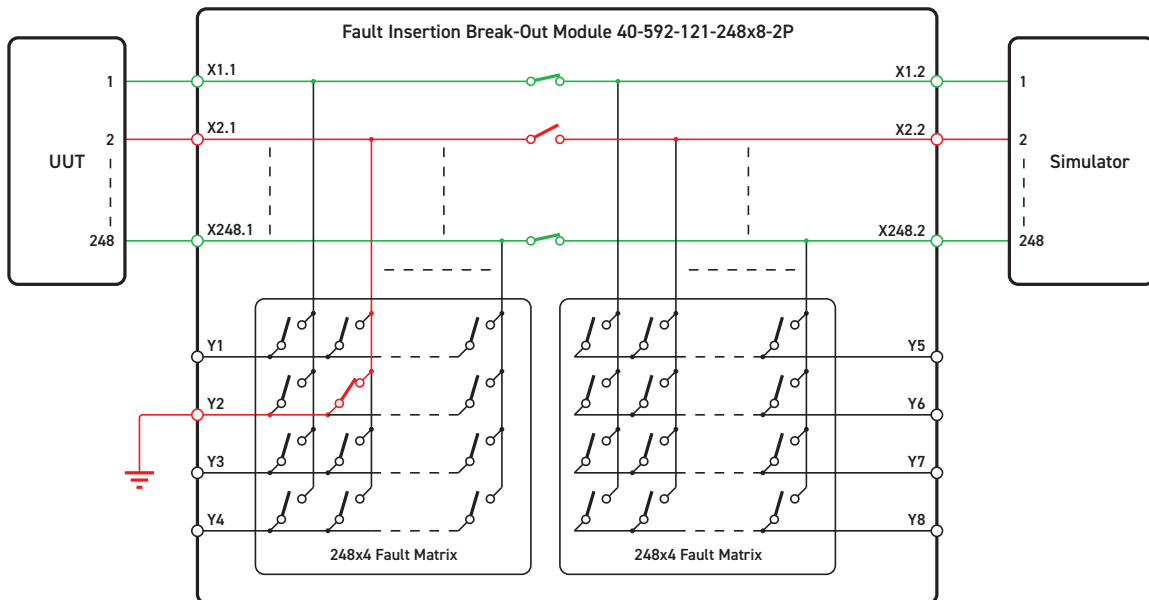 Fault Insertion Break-Out Module 40-592-121-248x8-2P
X1.1 X1.2
1 1
X2.1 X2.2
2 2
UUT Simulator
X248.1 X248.2
248 248
Y1 Y5
Y2 Y6
Y3 Y7
Y4 Y8
248x4 Fault Matrix 248x4 Fault Matrix